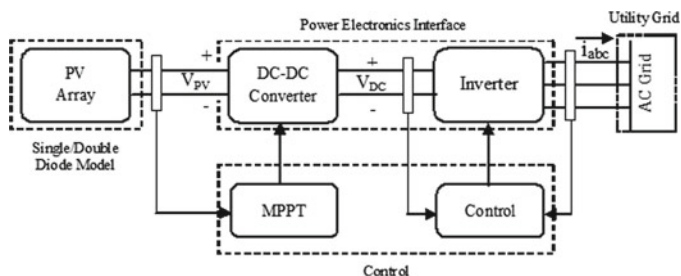 Power Electronics Interface
Utility Grid
PV
Array
+
V_PV
-
DC-DC
Converter
+
V_DC
-
Inverter
i_abc
AC Grid
Single/Double
Diode Model
MPPT
Control
Control